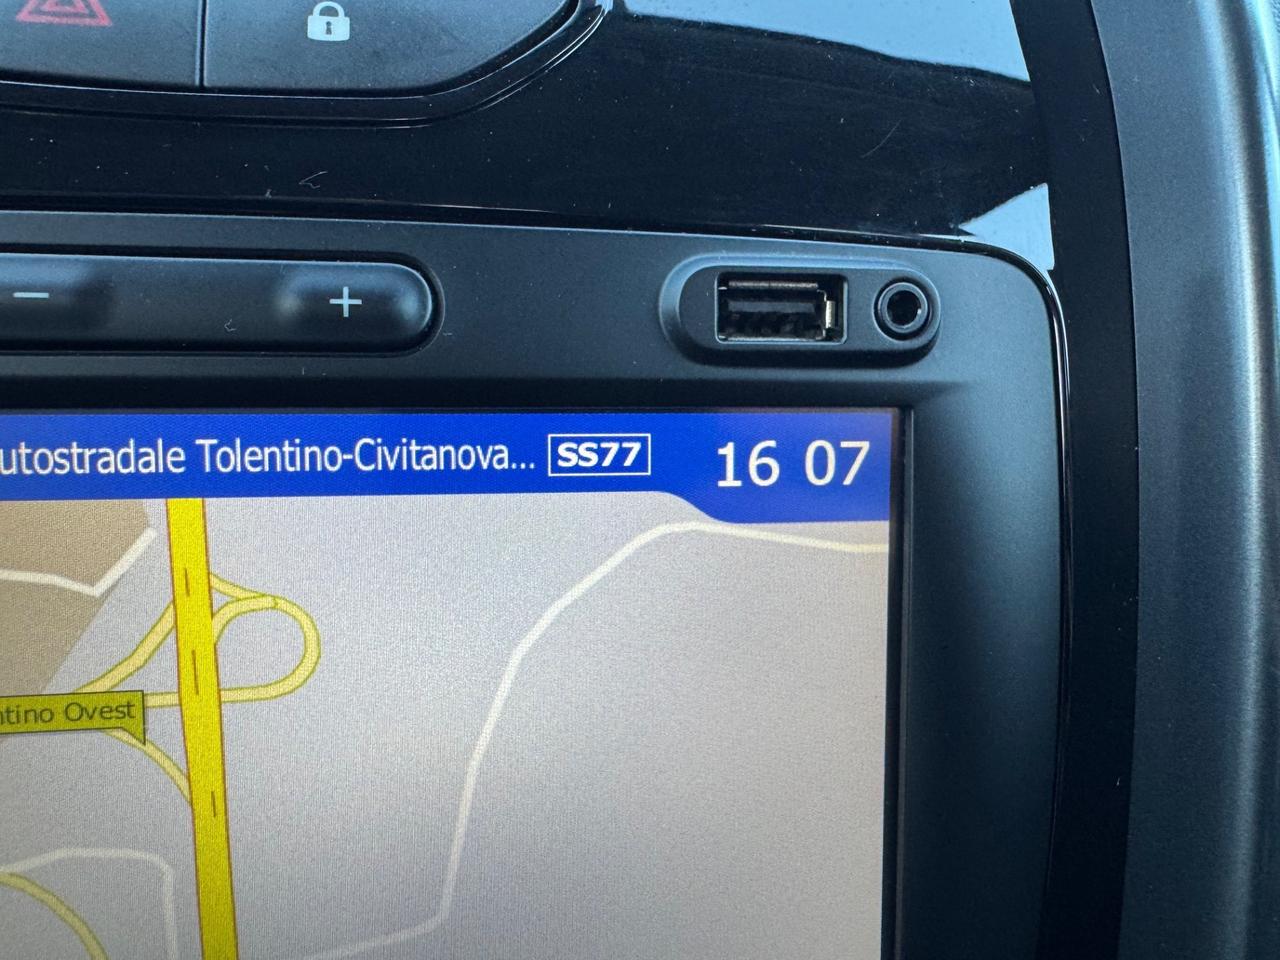 − +
utostradale Tolentino-Civitanova... SS77 16 07
ntino Ovest